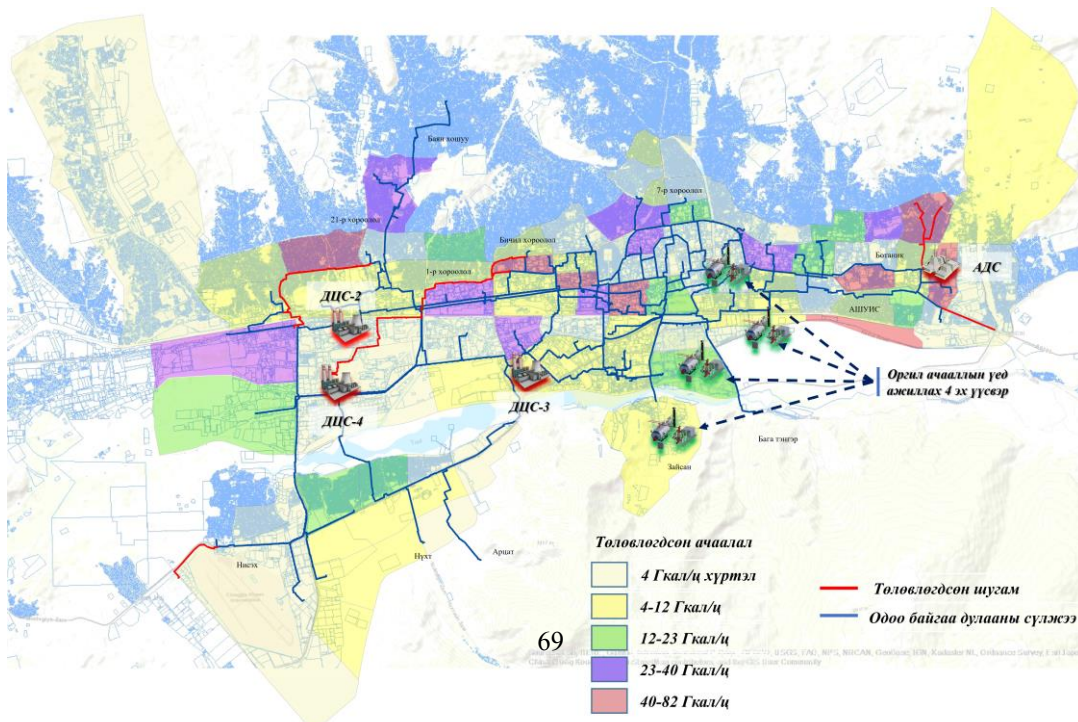 Баян хошуу
7-р хороолол
21-р хороолол
Бичил хороолол
1-р хороолол
Ботаник
АДС
ДЦС-2
АШУИС
Оргил ачааллын үед
ажиллах 4 эх үүсвэр
ДЦС-4
ДЦС-3
Бага тэнгэр
Зайсан
Төлөвлөгдсөн ачаалал
Нисэх
Нүхт
Арцат
4 Гкал/ц хүртэл
4-12 Гкал/ц
12-23 Гкал/ц
23-40 Гкал/ц
40-82 Гкал/ц
Төлөвлөгдсөн шугам
Одоо байгаа дулааны сүлжээ
69